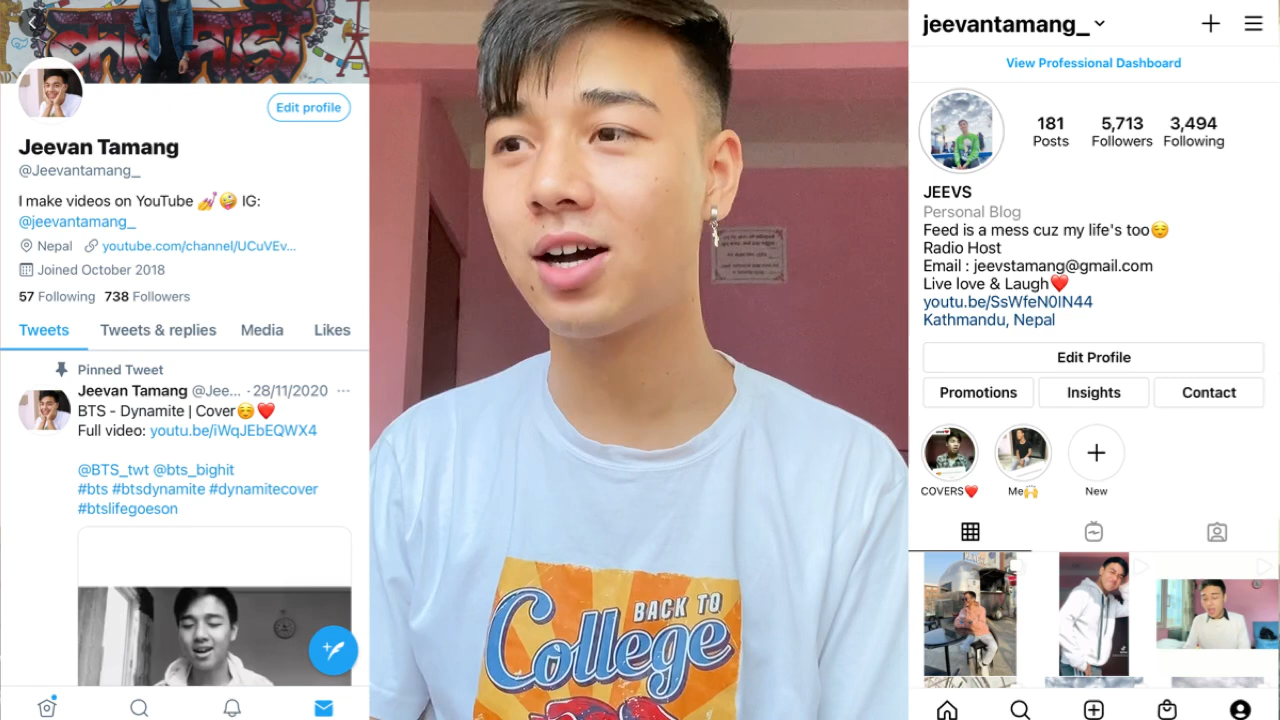 Edit profile
Jeevan Tamang
@Jeevantamang_
I make videos on YouTube 💅🤪 IG:
@jeevantamang_
Nepal youtube.com/channel/UCuVEv...
Joined October 2018
57 Following 738 Followers
Tweets Tweets & replies Media Likes
Pinned Tweet
Jeevan Tamang @Jee... · 28/11/2020 ···
BTS - Dynamite | Cover😌❤️
Full video: youtu.be/iWqJEbEQWX4
@BTS_twt @bts_bighit
#bts #btsdynamite #dynamitecover
#btslifegoeson
BACK TO
College
jeevantamang_
View Professional Dashboard
181 5,713 3,494
Posts Followers Following
JEEVS
Personal Blog
Feed is a mess cuz my life's too😌
Radio Host
Email : jeevstamang@gmail.com
Live love & Laugh❤️
youtu.be/SsWfeN0lN44
Kathmandu, Nepal
Edit Profile
Promotions Insights Contact
COVERS❤️ Me🙌 New